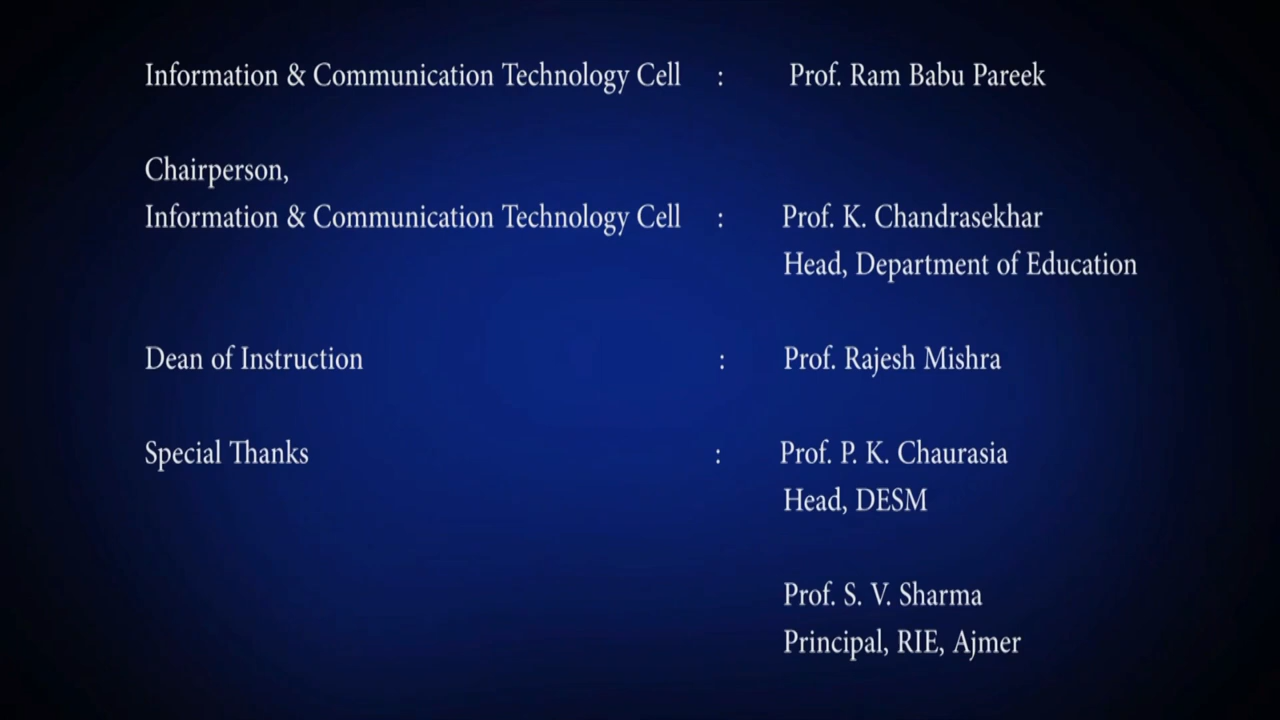 Information & Communication Technology Cell : Prof. Ram Babu Pareek
Chairperson,
Information & Communication Technology Cell : Prof. K. Chandrasekhar
Head, Department of Education
Dean of Instruction : Prof. Rajesh Mishra
Special Thanks : Prof. P. K. Chaurasia
Head, DESM
Prof. S. V. Sharma
Principal, RIE, Ajmer